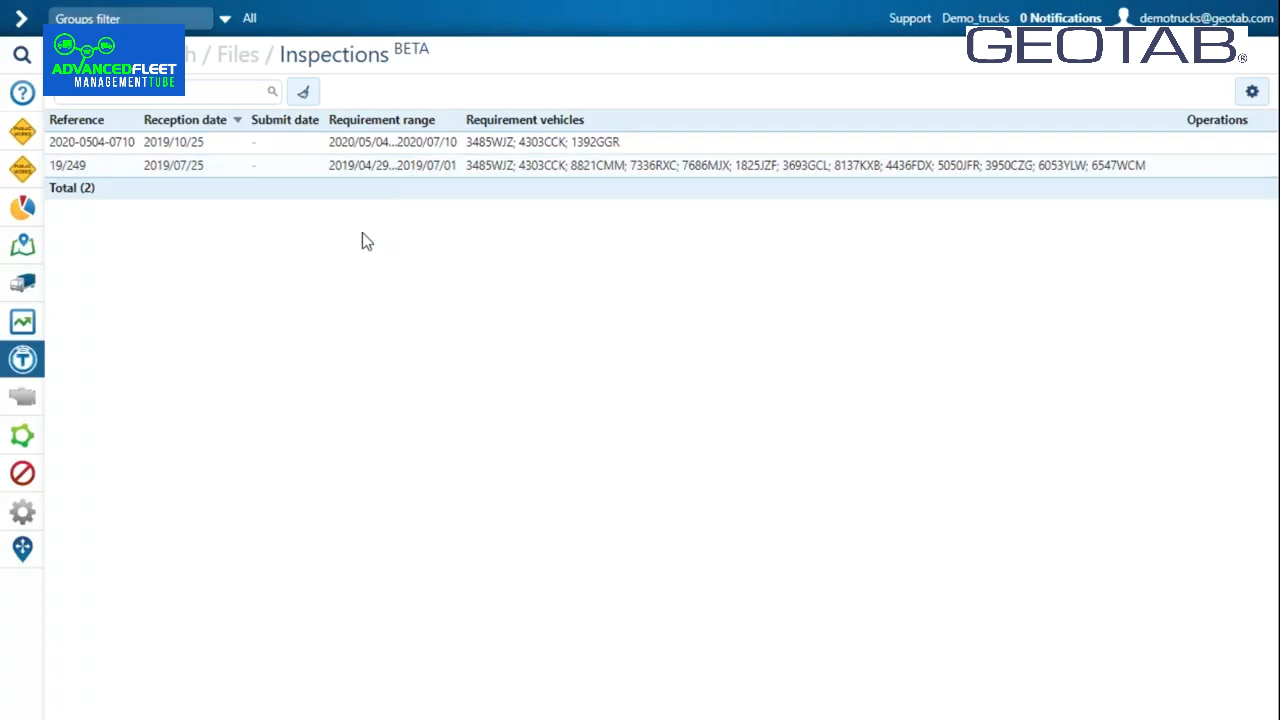 Groups filter All Support Demo_trucks 0 Notifications demotrucks@geotab.com
ADVANCEDFLEET
MANAGEMENTTUBE
h / Files / Inspections BETA
GEOTAB®
Reference Reception date Submit date Requirement range Requirement vehicles Operations
2020-0504-0710 2019/10/25 - 2020/05/04...2020/07/10 3485WJZ; 4303CCK; 1392GGR
19/249 2019/07/25 - 2019/04/29...2019/07/01 3485WJZ; 4303CCK; 8821CMM; 7336RXC; 7686MJX; 1825JZF; 3693GCL; 8137KXB; 4436FDX; 5050JFR; 3950CZG; 6053YLW; 6547WCM
Total (2)